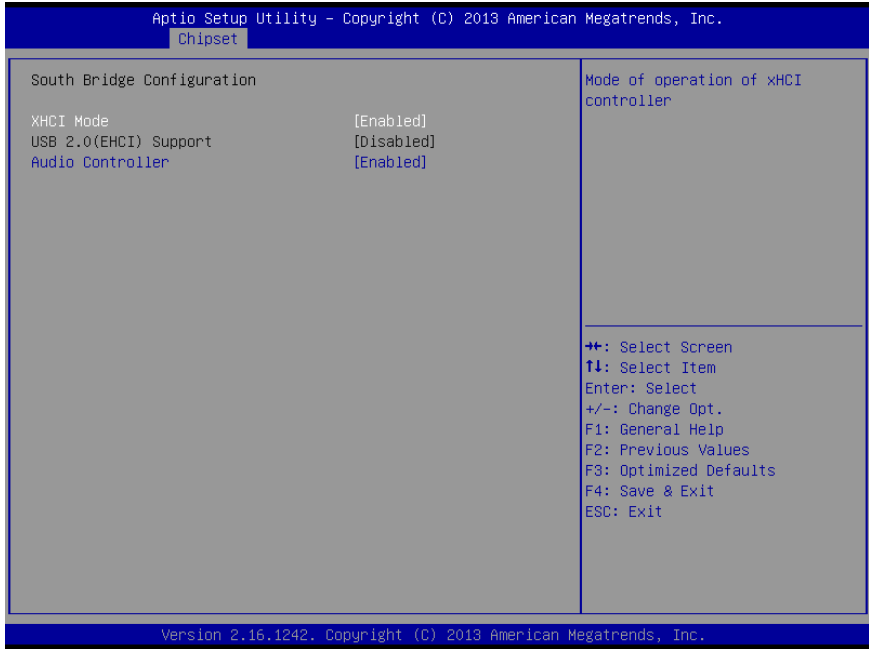 Aptio Setup Utility – Copyright (C) 2013 American Megatrends, Inc.
Chipset
South Bridge Configuration
XHCI Mode [Enabled]
USB 2.0(EHCI) Support [Disabled]
Audio Controller [Enabled]
Mode of operation of xHCI
controller
→←: Select Screen
↑↓: Select Item
Enter: Select
+/-: Change Opt.
F1: General Help
F2: Previous Values
F3: Optimized Defaults
F4: Save & Exit
ESC: Exit
Version 2.16.1242. Copyright (C) 2013 American Megatrends, Inc.